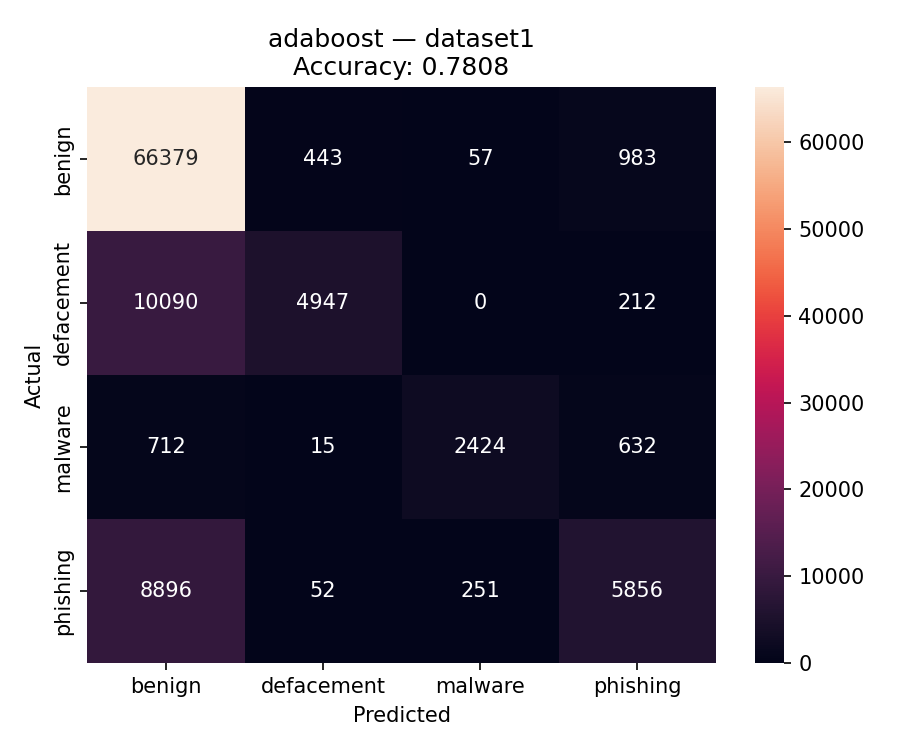 adaboost — dataset1
Accuracy: 0.7808
Actual
benign
66379 443 57 983
defacement
10090 4947 0 212
malware
712 15 2424 632
phishing
8896 52 251 5856
benign defacement malware phishing
Predicted
60000
50000
40000
30000
20000
10000
0